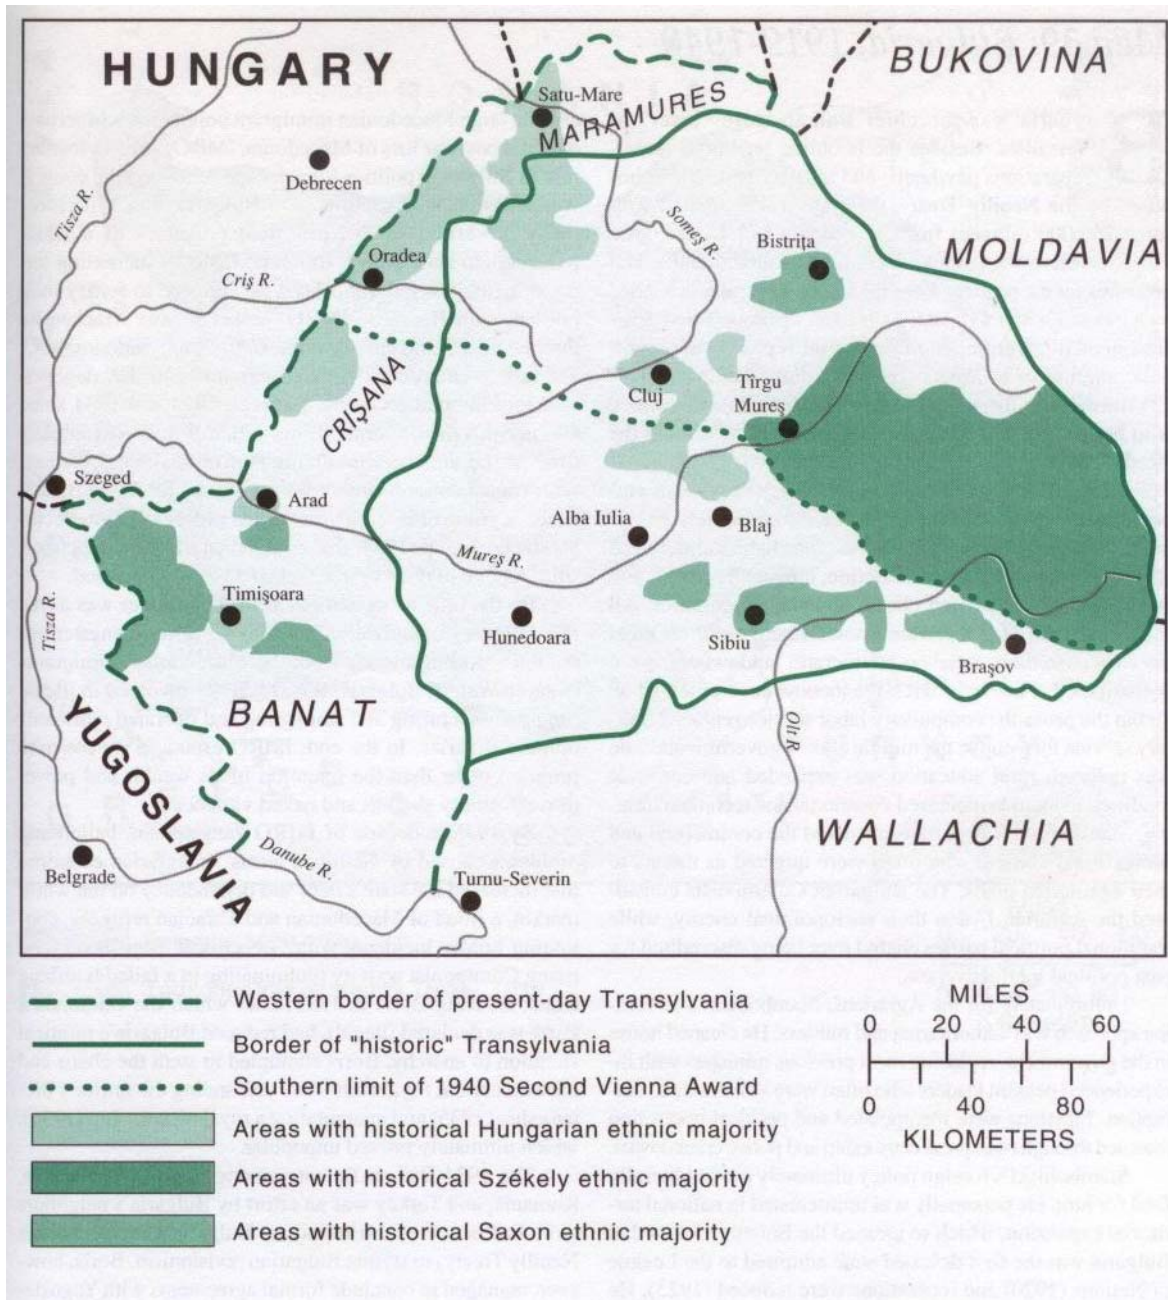 HUNGARY
BUKOVINA
Satu-Mare
MARAMURES
Debrecen
Tisza R.
Someş R.
Bistriţa
MOLDAVIA
Oradea
Criş R.
CRISANA
Cluj
Tîrgu
Mureş
Szeged
Arad
Alba Iulia
Blaj
Mureş R.
Tisza R.
Timişoara
Hunedoara
Sibiu
Braşov
BANAT
Olt R.
YUGOSLAVIA
WALLACHIA
Belgrade
Danube R.
Turnu-Severin
Western border of present-day Transylvania
Border of "historic" Transylvania
Southern limit of 1940 Second Vienna Award
Areas with historical Hungarian ethnic majority
Areas with historical Székely ethnic majority
Areas with historical Saxon ethnic majority
MILES
0 20 40 60
0 40 80
KILOMETERS